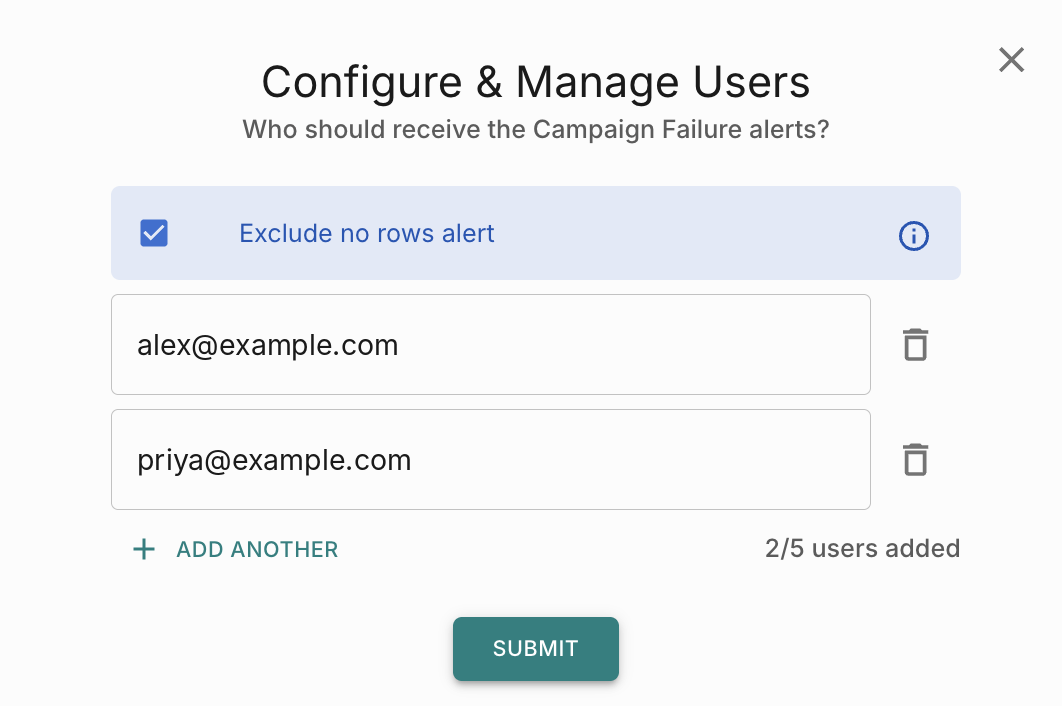 Configure & Manage Users
Who should receive the Campaign Failure alerts?
Exclude no rows alert
alex@example.com
priya@example.com
ADD ANOTHER
2/5 users added
SUBMIT